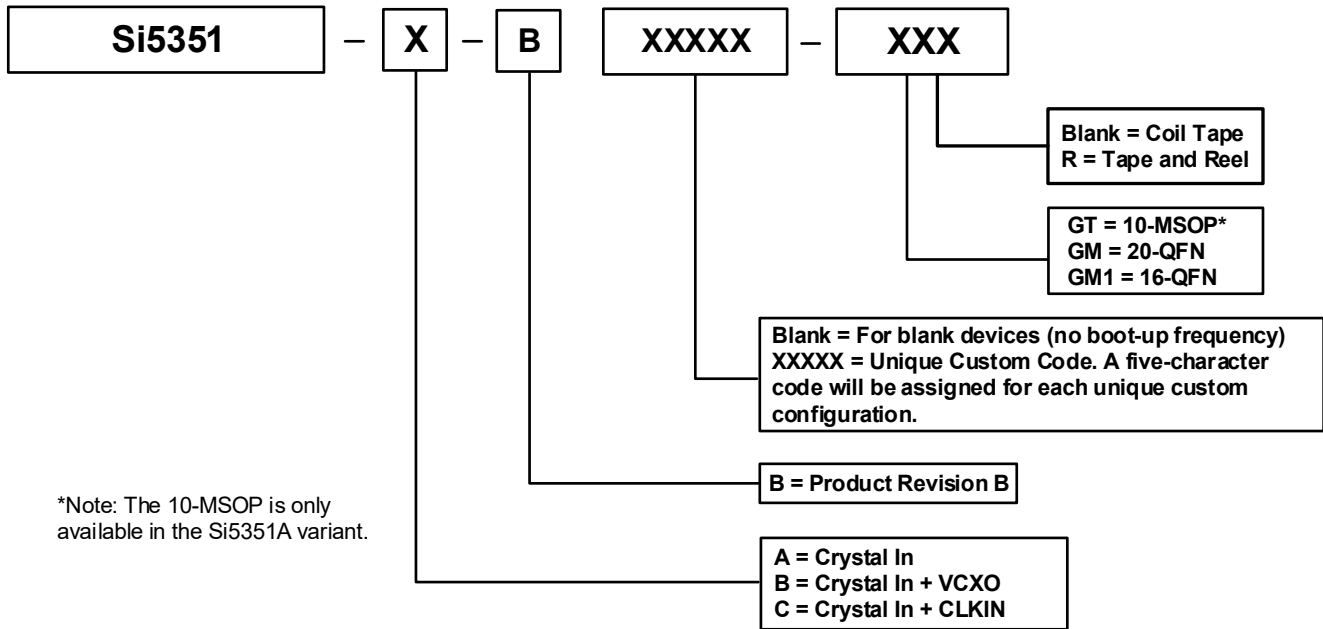 Si5351 – X – B XXXXX – XXX
Blank = Coil Tape
R = Tape and Reel
GT = 10-MSOP*
GM = 20-QFN
GM1 = 16-QFN
Blank = For blank devices (no boot-up frequency)
XXXXX = Unique Custom Code. A five-character
code will be assigned for each unique custom
configuration.
B = Product Revision B
*Note: The 10-MSOP is only
available in the Si5351A variant.
A = Crystal In
B = Crystal In + VCXO
C = Crystal In + CLKIN